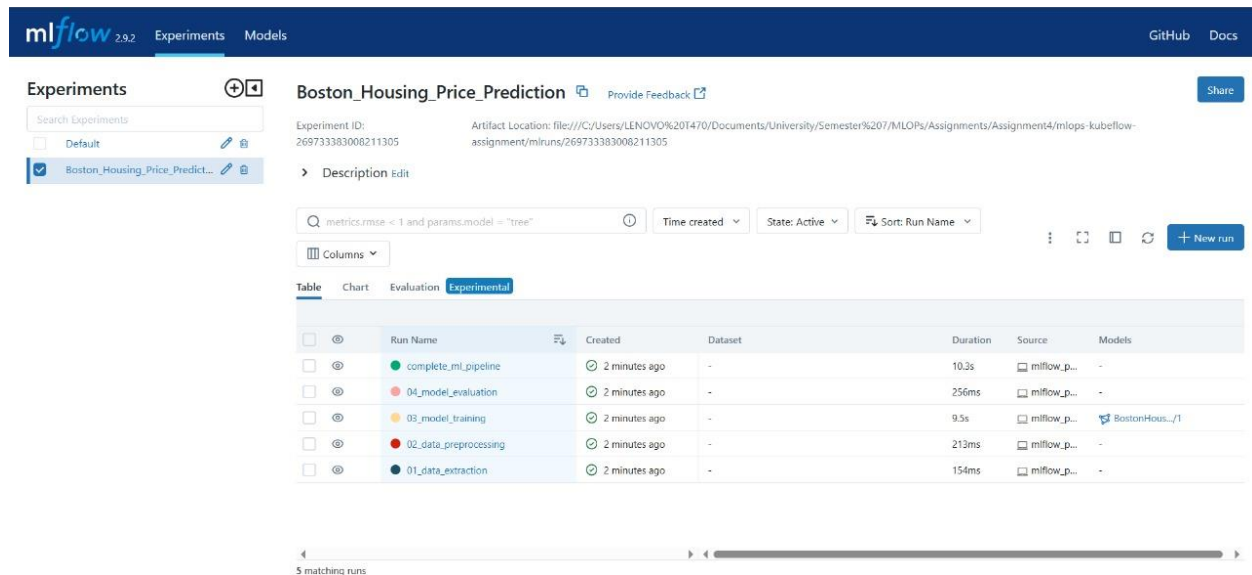 mlflow 2.9.2 Experiments Models GitHub Docs
Experiments
Search Experiments
Default
Boston_Housing_Price_Predict...
Boston_Housing_Price_Prediction Provide Feedback Share
Experiment ID:
269733383008211305
Artifact Location: file:///C:/Users/LENOVO%20T470/Documents/University/Semester%207/MLOPs/Assignments/Assignment4/mlops-kubeflow-
assignment/mlruns/269733383008211305
Description Edit
metrics.rmse < 1 and params.model = "tree" Time created State: Active Sort: Run Name
Columns
New run
Table Chart Evaluation Experimental
Run Name Created Dataset Duration Source Models
complete_ml_pipeline 2 minutes ago - 10.3s mlflow_p... -
04_model_evaluation 2 minutes ago - 256ms mlflow_p... -
03_model_training 2 minutes ago - 9.5s mlflow_p... BostonHous.../1
02_data_preprocessing 2 minutes ago - 213ms mlflow_p... -
01_data_extraction 2 minutes ago - 154ms mlflow_p... -
5 matching runs